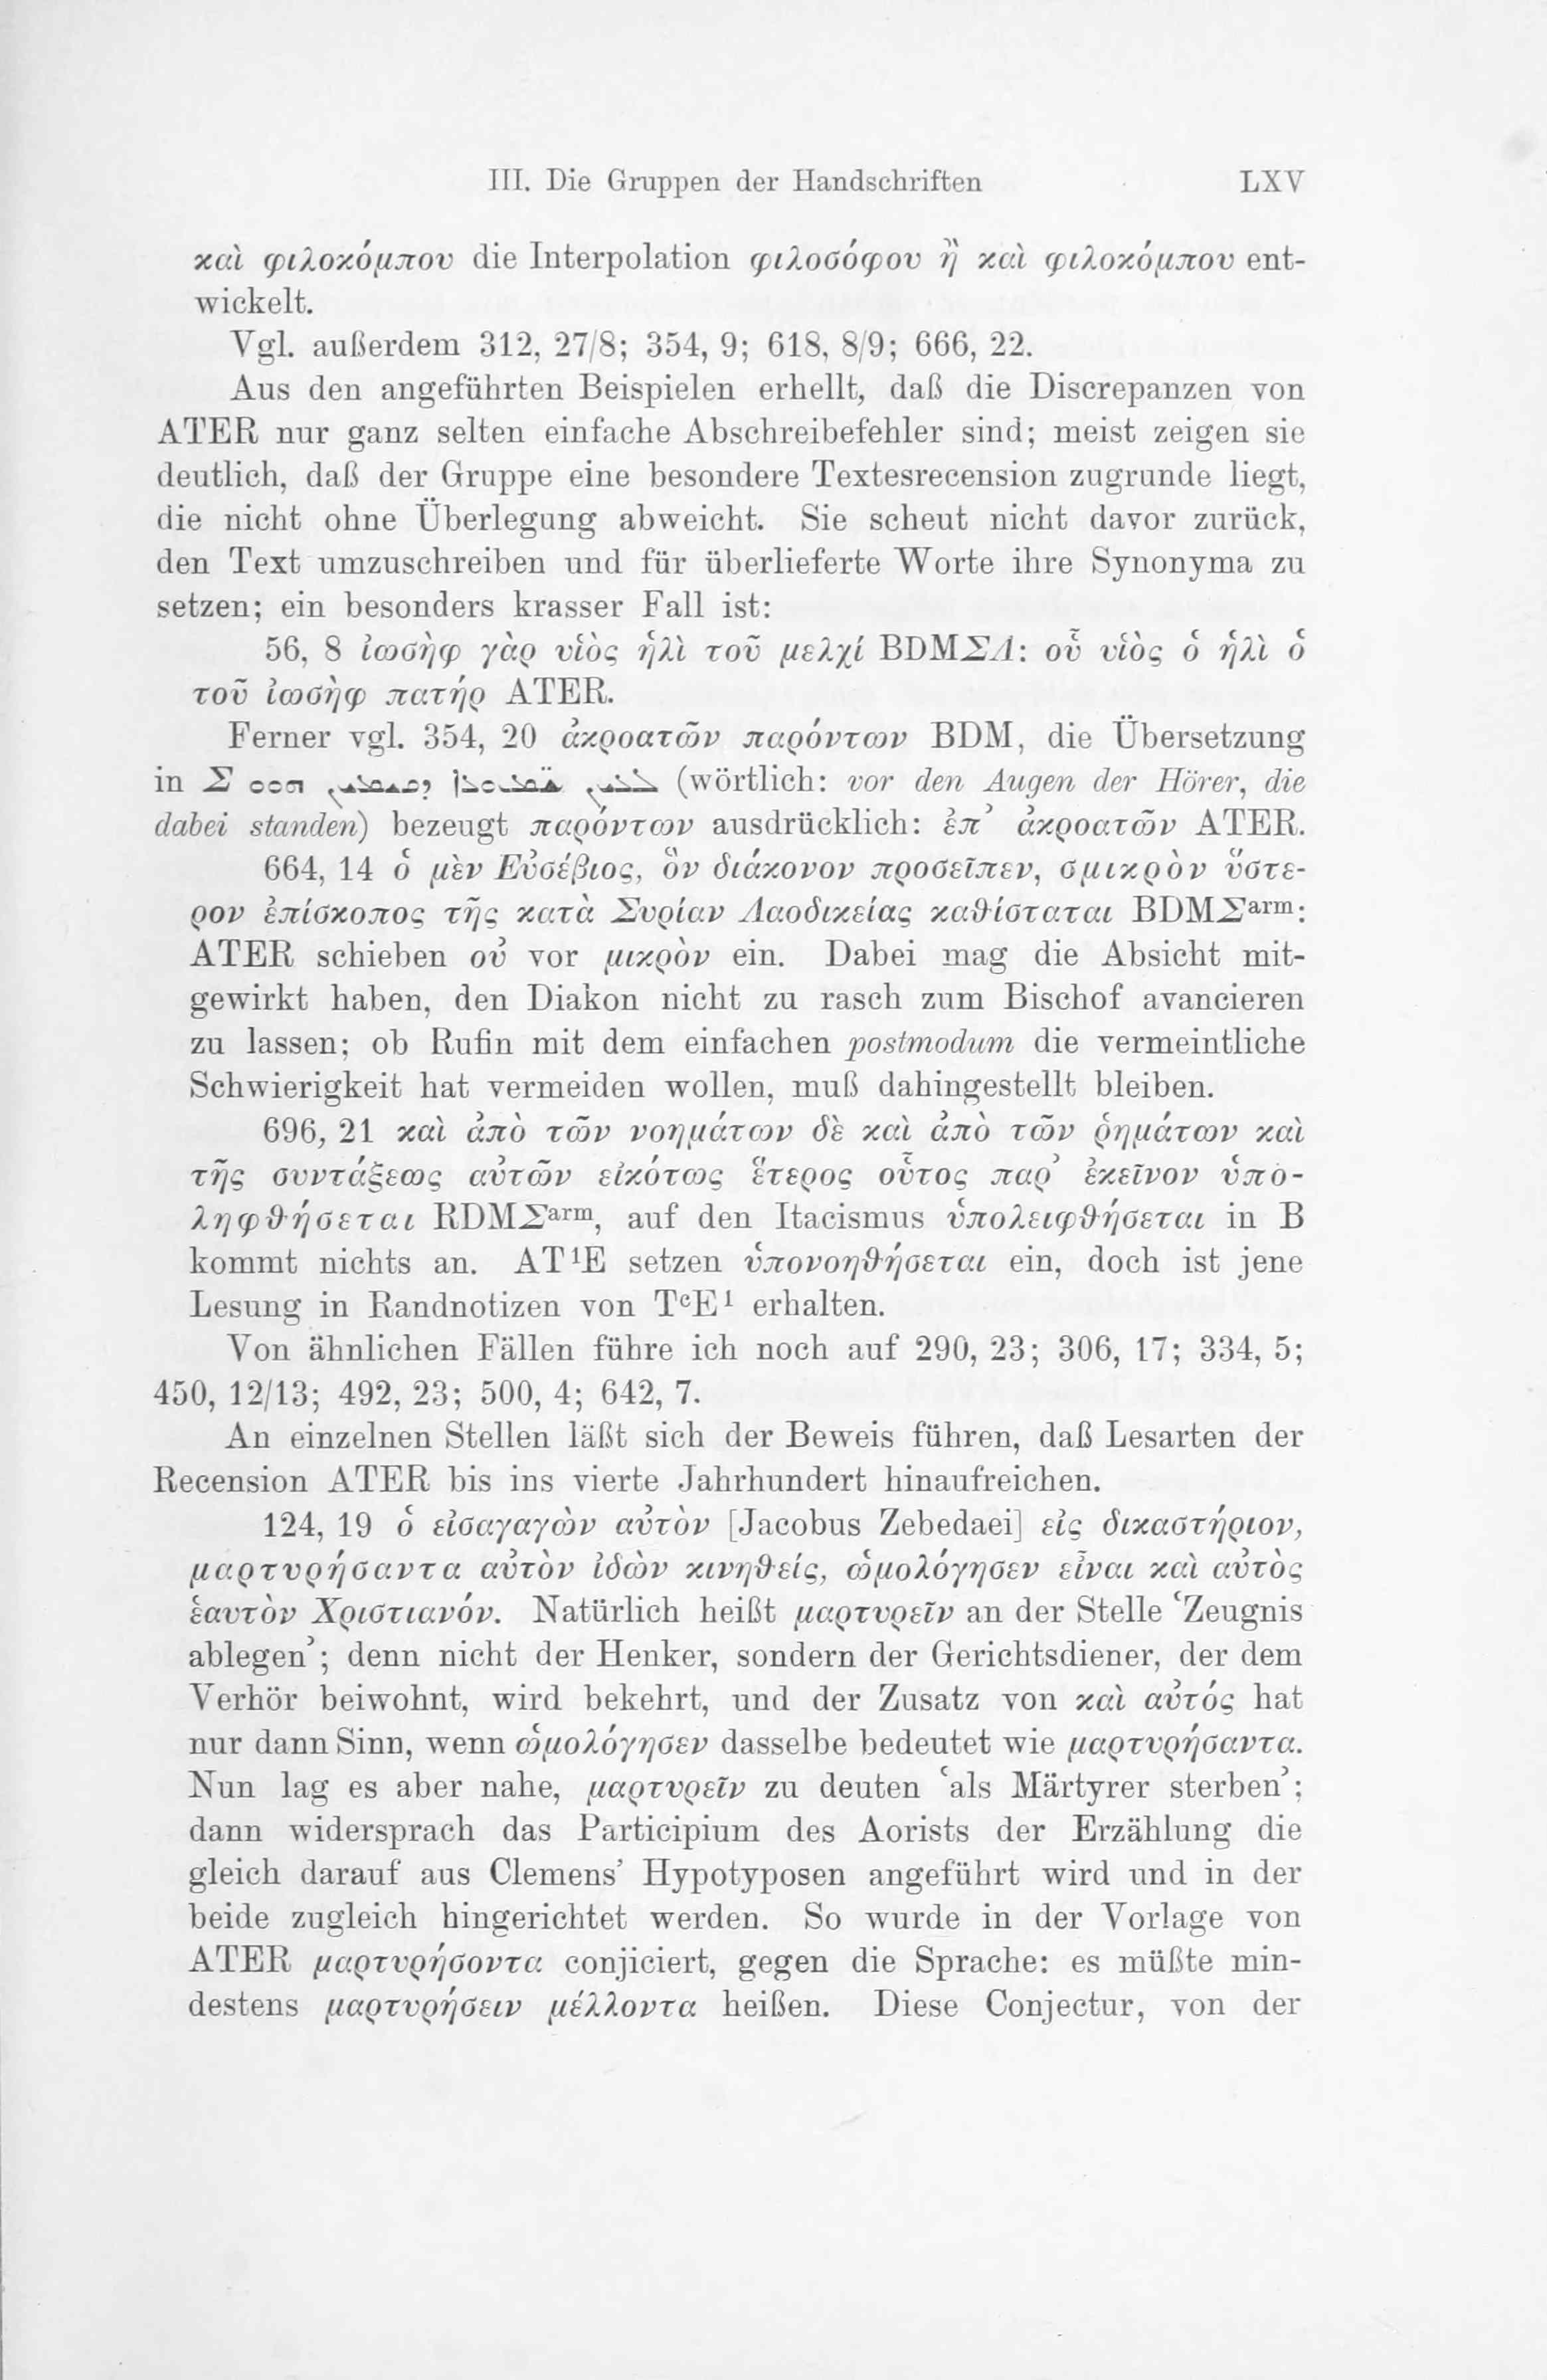 III. Die Gruppen der Handschriften LXV
καὶ φιλοκόμπου die Interpolation φιλοσόφου ἢ καὶ φιλοκόμπου ent-
wickelt.
Vgl. außerdem 312, 27/8; 354, 9; 618, 8/9; 666, 22.
Aus den angeführten Beispielen erhellt, daß die Discrepanzen von
ATER nur ganz selten einfache Abschreibefehler sind; meist zeigen sie
deutlich, daß der Gruppe eine besondere Textesrecension zugrunde liegt,
die nicht ohne Überlegung abweicht. Sie scheut nicht davor zurück,
den Text umzuschreiben und für überlieferte Worte ihre Synonyma zu
setzen; ein besonders krasser Fall ist:
56, 8 ἰωσὴφ γὰρ υἱὸς ἡλὶ τοῦ μελχί BDMΣΛ: οὗ υἱὸς ὁ ἡλὶ ὁ
τοῦ ἰωσὴφ πατήρ ATER.
Ferner vgl. 354, 20 ἀκροατῶν παρόντων BDM, die Übersetzung
in Σ (wörtlich: vor den Augen der Hörer, die
dabei standen) bezeugt παρόντων ausdrücklich: ἐπ᾽ ἀκροατῶν ATER.
664, 14 ὁ μὲν Εὐσέβιος, ὃν διάκονον προσεῖπεν, σμικρὸν ὕστε-
ρον ἐπίσκοπος τῆς κατὰ Συρίαν Λαοδικείας καθίσταται BDMΣarm:
ATER schieben οὐ vor μικρὸν ein. Dabei mag die Absicht mit-
gewirkt haben, den Diakon nicht zu rasch zum Bischof avancieren
zu lassen; ob Rufin mit dem einfachen postmodum die vermeintliche
Schwierigkeit hat vermeiden wollen, muß dahingestellt bleiben.
696, 21 καὶ ἀπὸ τῶν νοημάτων δὲ καὶ ἀπὸ τῶν ῥημάτων καὶ
τῆς συντάξεως αὐτῶν εἰκότως ἕτερος οὗτος παρ᾽ ἐκεῖνον ὑπο-
ληφθήσεται RDMΣarm, auf den Itacismus ὑπολειφθήσεται in B
kommt nichts an. AT1E setzen ὑπονοηθήσεται ein, doch ist jene
Lesung in Randnotizen von TcE1 erhalten.
Von ähnlichen Fällen führe ich noch auf 290, 23; 306, 17; 334, 5;
450, 12/13; 492, 23; 500, 4; 642, 7.
An einzelnen Stellen läßt sich der Beweis führen, daß Lesarten der
Recension ATER bis ins vierte Jahrhundert hinaufreichen.
124, 19 ὁ εἰσαγαγὼν αὐτὸν [Jacobus Zebedaei] εἰς δικαστήριον,
μαρτυρήσαντα αὐτὸν ἰδὼν κινηθείς, ὡμολόγησεν εἶναι καὶ αὐτὸς
ἑαυτὸν Χριστιανόν. Natürlich heißt μαρτυρεῖν an der Stelle ‘Zeugnis
ablegen’; denn nicht der Henker, sondern der Gerichtsdiener, der dem
Verhör beiwohnt, wird bekehrt, und der Zusatz von καὶ αὐτός hat
nur dann Sinn, wenn ὡμολόγησεν dasselbe bedeutet wie μαρτυρήσαντα.
Nun lag es aber nahe, μαρτυρεῖν zu deuten ‘als Märtyrer sterben’;
dann widersprach das Participium des Aorists der Erzählung die
gleich darauf aus Clemens’ Hypotyposen angeführt wird und in der
beide zugleich hingerichtet werden. So wurde in der Vorlage von
ATER μαρτυρήσοντα conjiciert, gegen die Sprache: es müßte min-
destens μαρτυρήσειν μέλλοντα heißen. Diese Conjectur, von der